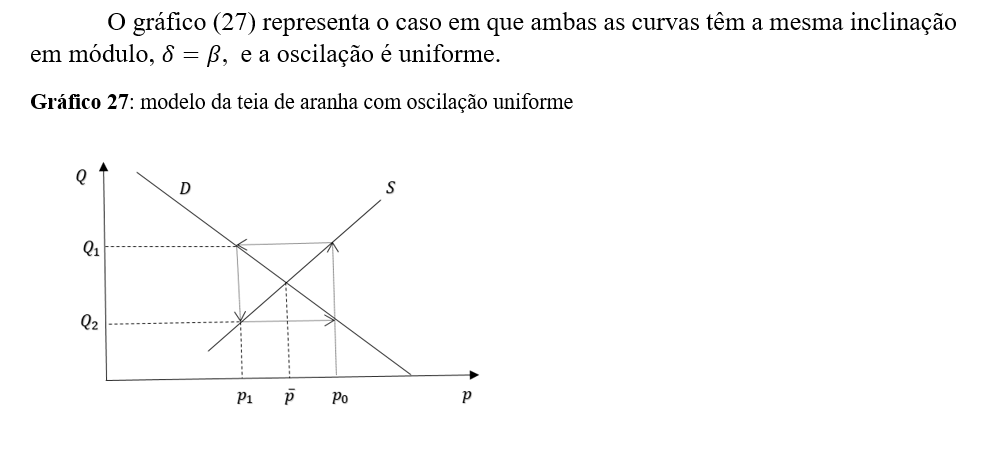 O gráfico (27) representa o caso em que ambas as curvas têm a mesma inclinação
em módulo, δ = β, e a oscilação é uniforme.
Gráfico 27: modelo da teia de aranha com oscilação uniforme
Q
D
S
Q₁
Q₂
p₁
p̄
p₀
p